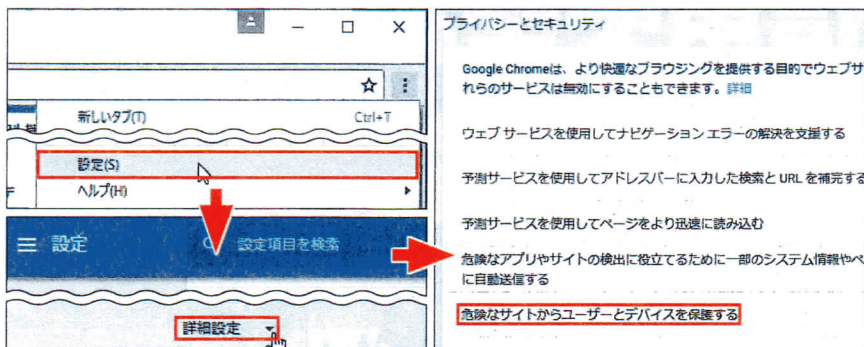 新しいタブ(T) Ctrl+T
設定(S)
ヘルプ(H)
設定
設定項目を検索
詳細設定
プライバシーとセキュリティ
Google Chromeは、より快適なブラウジングを提供する目的でウェブサ
れらのサービスは無効にすることもできます。詳細
ウェブ サービスを使用してナビゲーション エラーの解決を支援する
予測サービスを使用してアドレスバーに入力した検索と URL を補完する
予測サービスを使用してページをより迅速に読み込む
危険なアプリやサイトの検出に役立てるために一部のシステム情報やペ
に自動送信する
危険なサイトからユーザーとデバイスを保護する